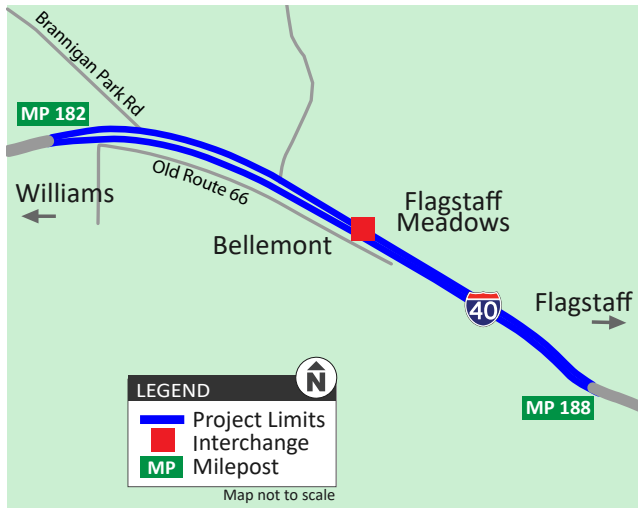 Brannigan Park Rd
MP 182
Old Route 66
Williams
Flagstaff
Meadows
Bellemont
40
Flagstaff
MP 188
N
LEGEND
Project Limits
Interchange
MP Milepost
Map not to scale